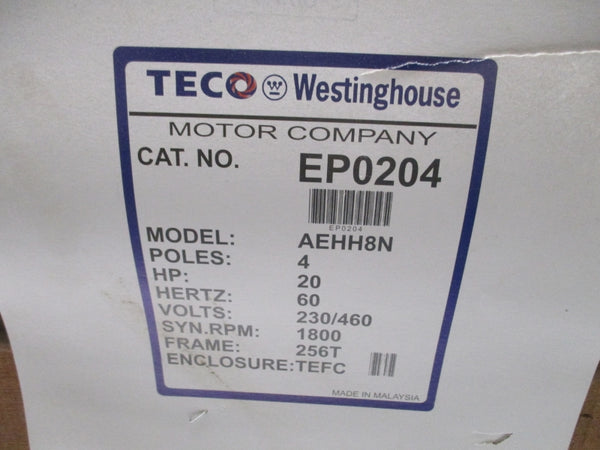 TECO Westinghouse
MOTOR COMPANY
CAT. NO. EP0204
EP0204
MODEL: AEHH8N
POLES: 4
HP: 20
HERTZ: 60
VOLTS: 230/460
SYN.RPM: 1800
FRAME: 256T
ENCLOSURE: TEFC
MADE IN MALAYSIA